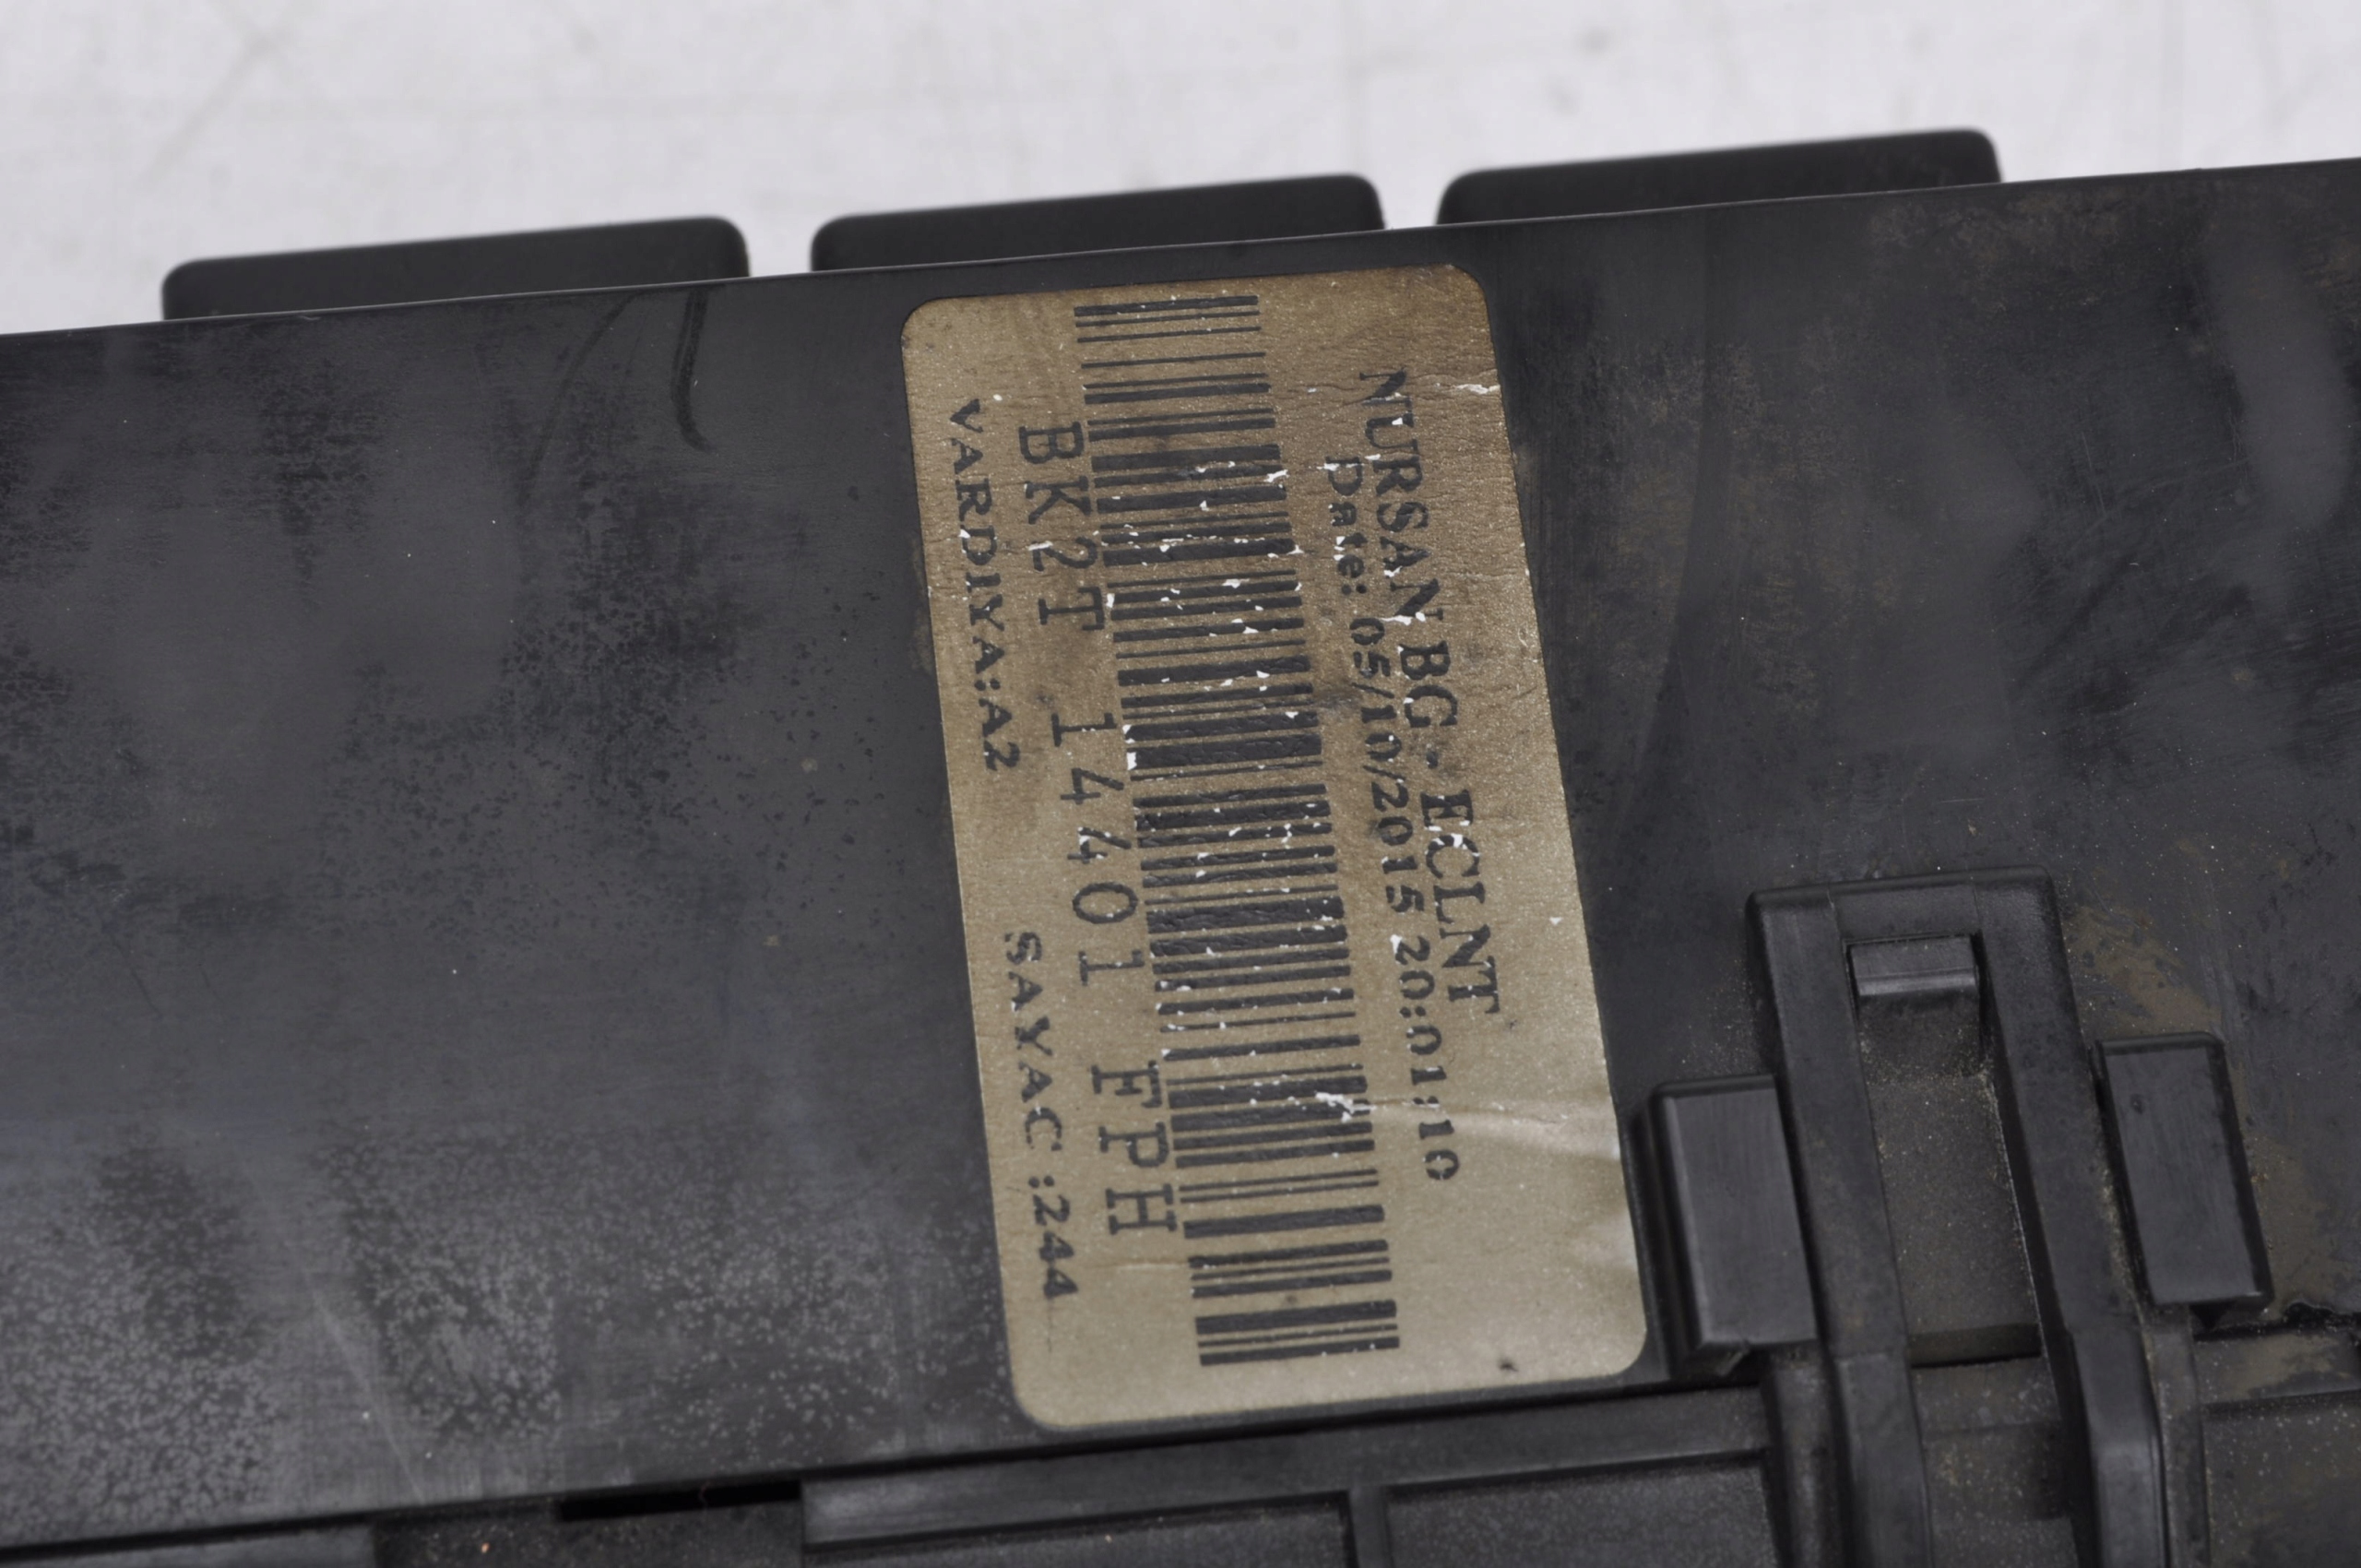 NURSAN BG - ECLNT
Date: 05/10/2015 20:01:10
BK2T 14401 FPH
VARDIYA:A2 SAYAC :244